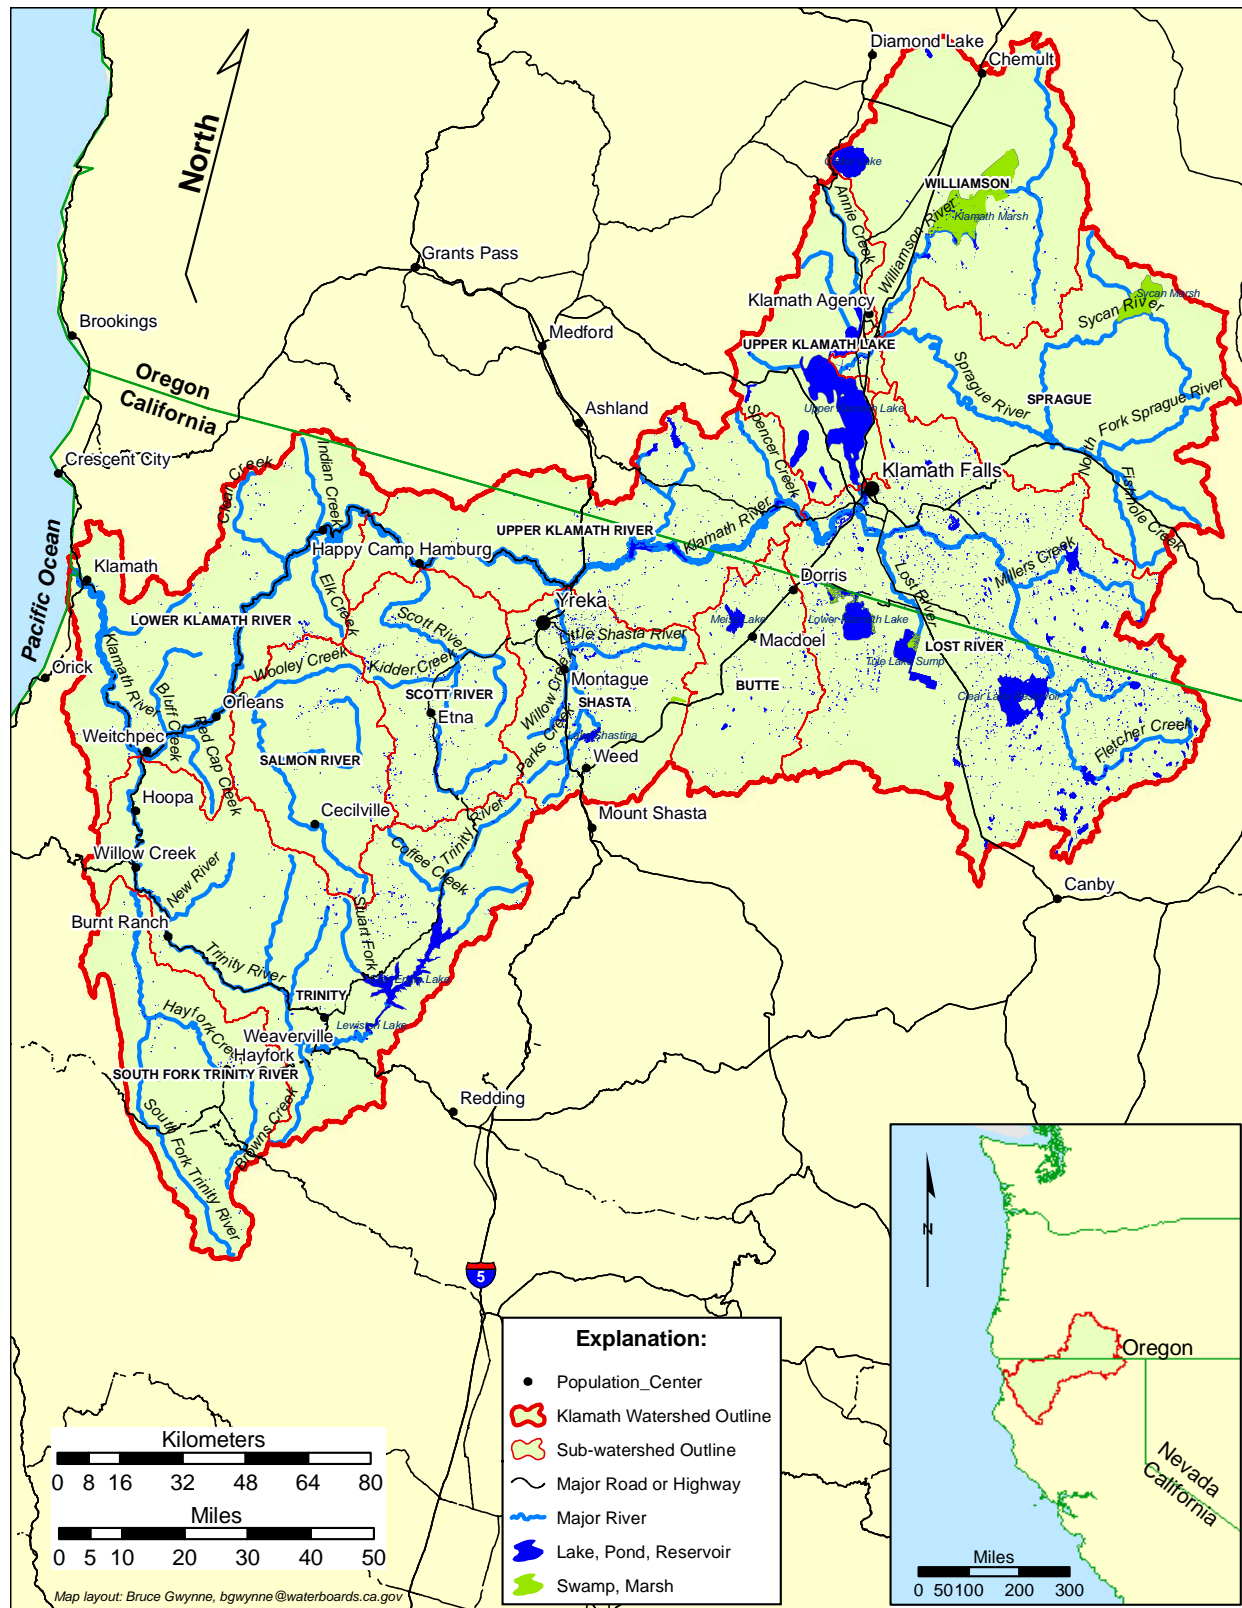 Diamond Lake
Chemult
North
Crater Lake
WILLIAMSON
Annie Creek
Williamson River
Klamath Marsh
Grants Pass
Klamath Agency
Sycan Marsh
Sycan River
Brookings
Medford
UPPER KLAMATH LAKE
Oregon
California
Sprague River
SPRAGUE
North Fork Sprague River
Ashland
Upper Klamath Lake
Spencer Creek
Crescent City
Clear Creek
Indian Creek
Klamath Falls
Fishhole Creek
UPPER KLAMATH RIVER
Klamath River
Pacific Ocean
Happy Camp
Hamburg
Klamath
Elk Creek
Dorris
Lost River
Millers Creek
Yreka
LOWER KLAMATH RIVER
Scott River
Little Shasta River
Meiss Lake
Lower Klamath Lake
Macdoel
LOST RIVER
Tule Lake Sump
Orick
Klamath River
Wooley Creek
Kidder Creek
Montague
BUTTE
Clear Lake Reservoir
Bluff Creek
Orleans
SCOTT RIVER
Willow Creek
SHASTA
Etna
Red Cap Creek
Weitchpec
Parks Creek
Lake Shastina
Fletcher Creek
SALMON RIVER
Weed
Hoopa
Cecilville
Trinity River
Mount Shasta
Willow Creek
New River
Coffee Creek
Canby
Burnt Ranch
Stuart Fork
Trinity River
TRINITY
Lewiston Lake
Hayfork Creek
Weaverville
Hayfork
SOUTH FORK TRINITY RIVER
South Fork Trinity River
Browns Creek
Redding
5
N
Oregon
Nevada
California
Miles
0 50 100 200 300
Explanation:
Population_Center
Klamath Watershed Outline
Sub-watershed Outline
Major Road or Highway
Major River
Lake, Pond, Reservoir
Swamp, Marsh
Kilometers
0 8 16 32 48 64 80
Miles
0 5 10 20 30 40 50
Map layout: Bruce Gwynne, bgwynne@waterboards.ca.gov